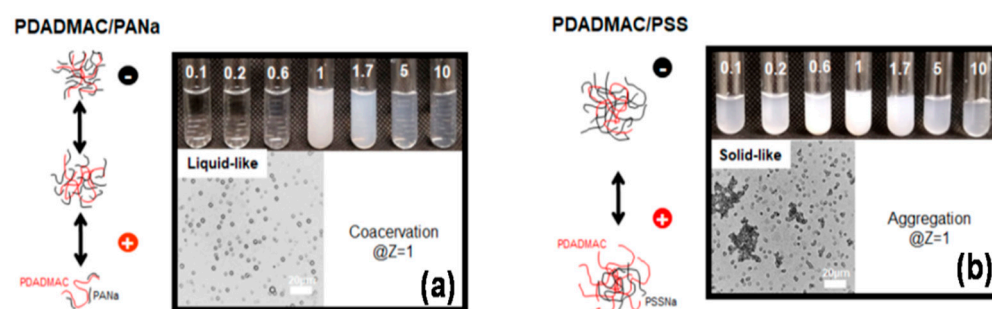 PDADMAC/PANa
-
+
PDADMAC
PANa
0.1 0.2 0.6 1 1.7 5 10
Liquid-like
Coacervation
@Z=1
20µm
(a)
PDADMAC/PSS
-
+
PDADMAC
PSSNa
0.1 0.2 0.6 1 1.7 5 10
Solid-like
Aggregation
@Z=1
20µm
(b)